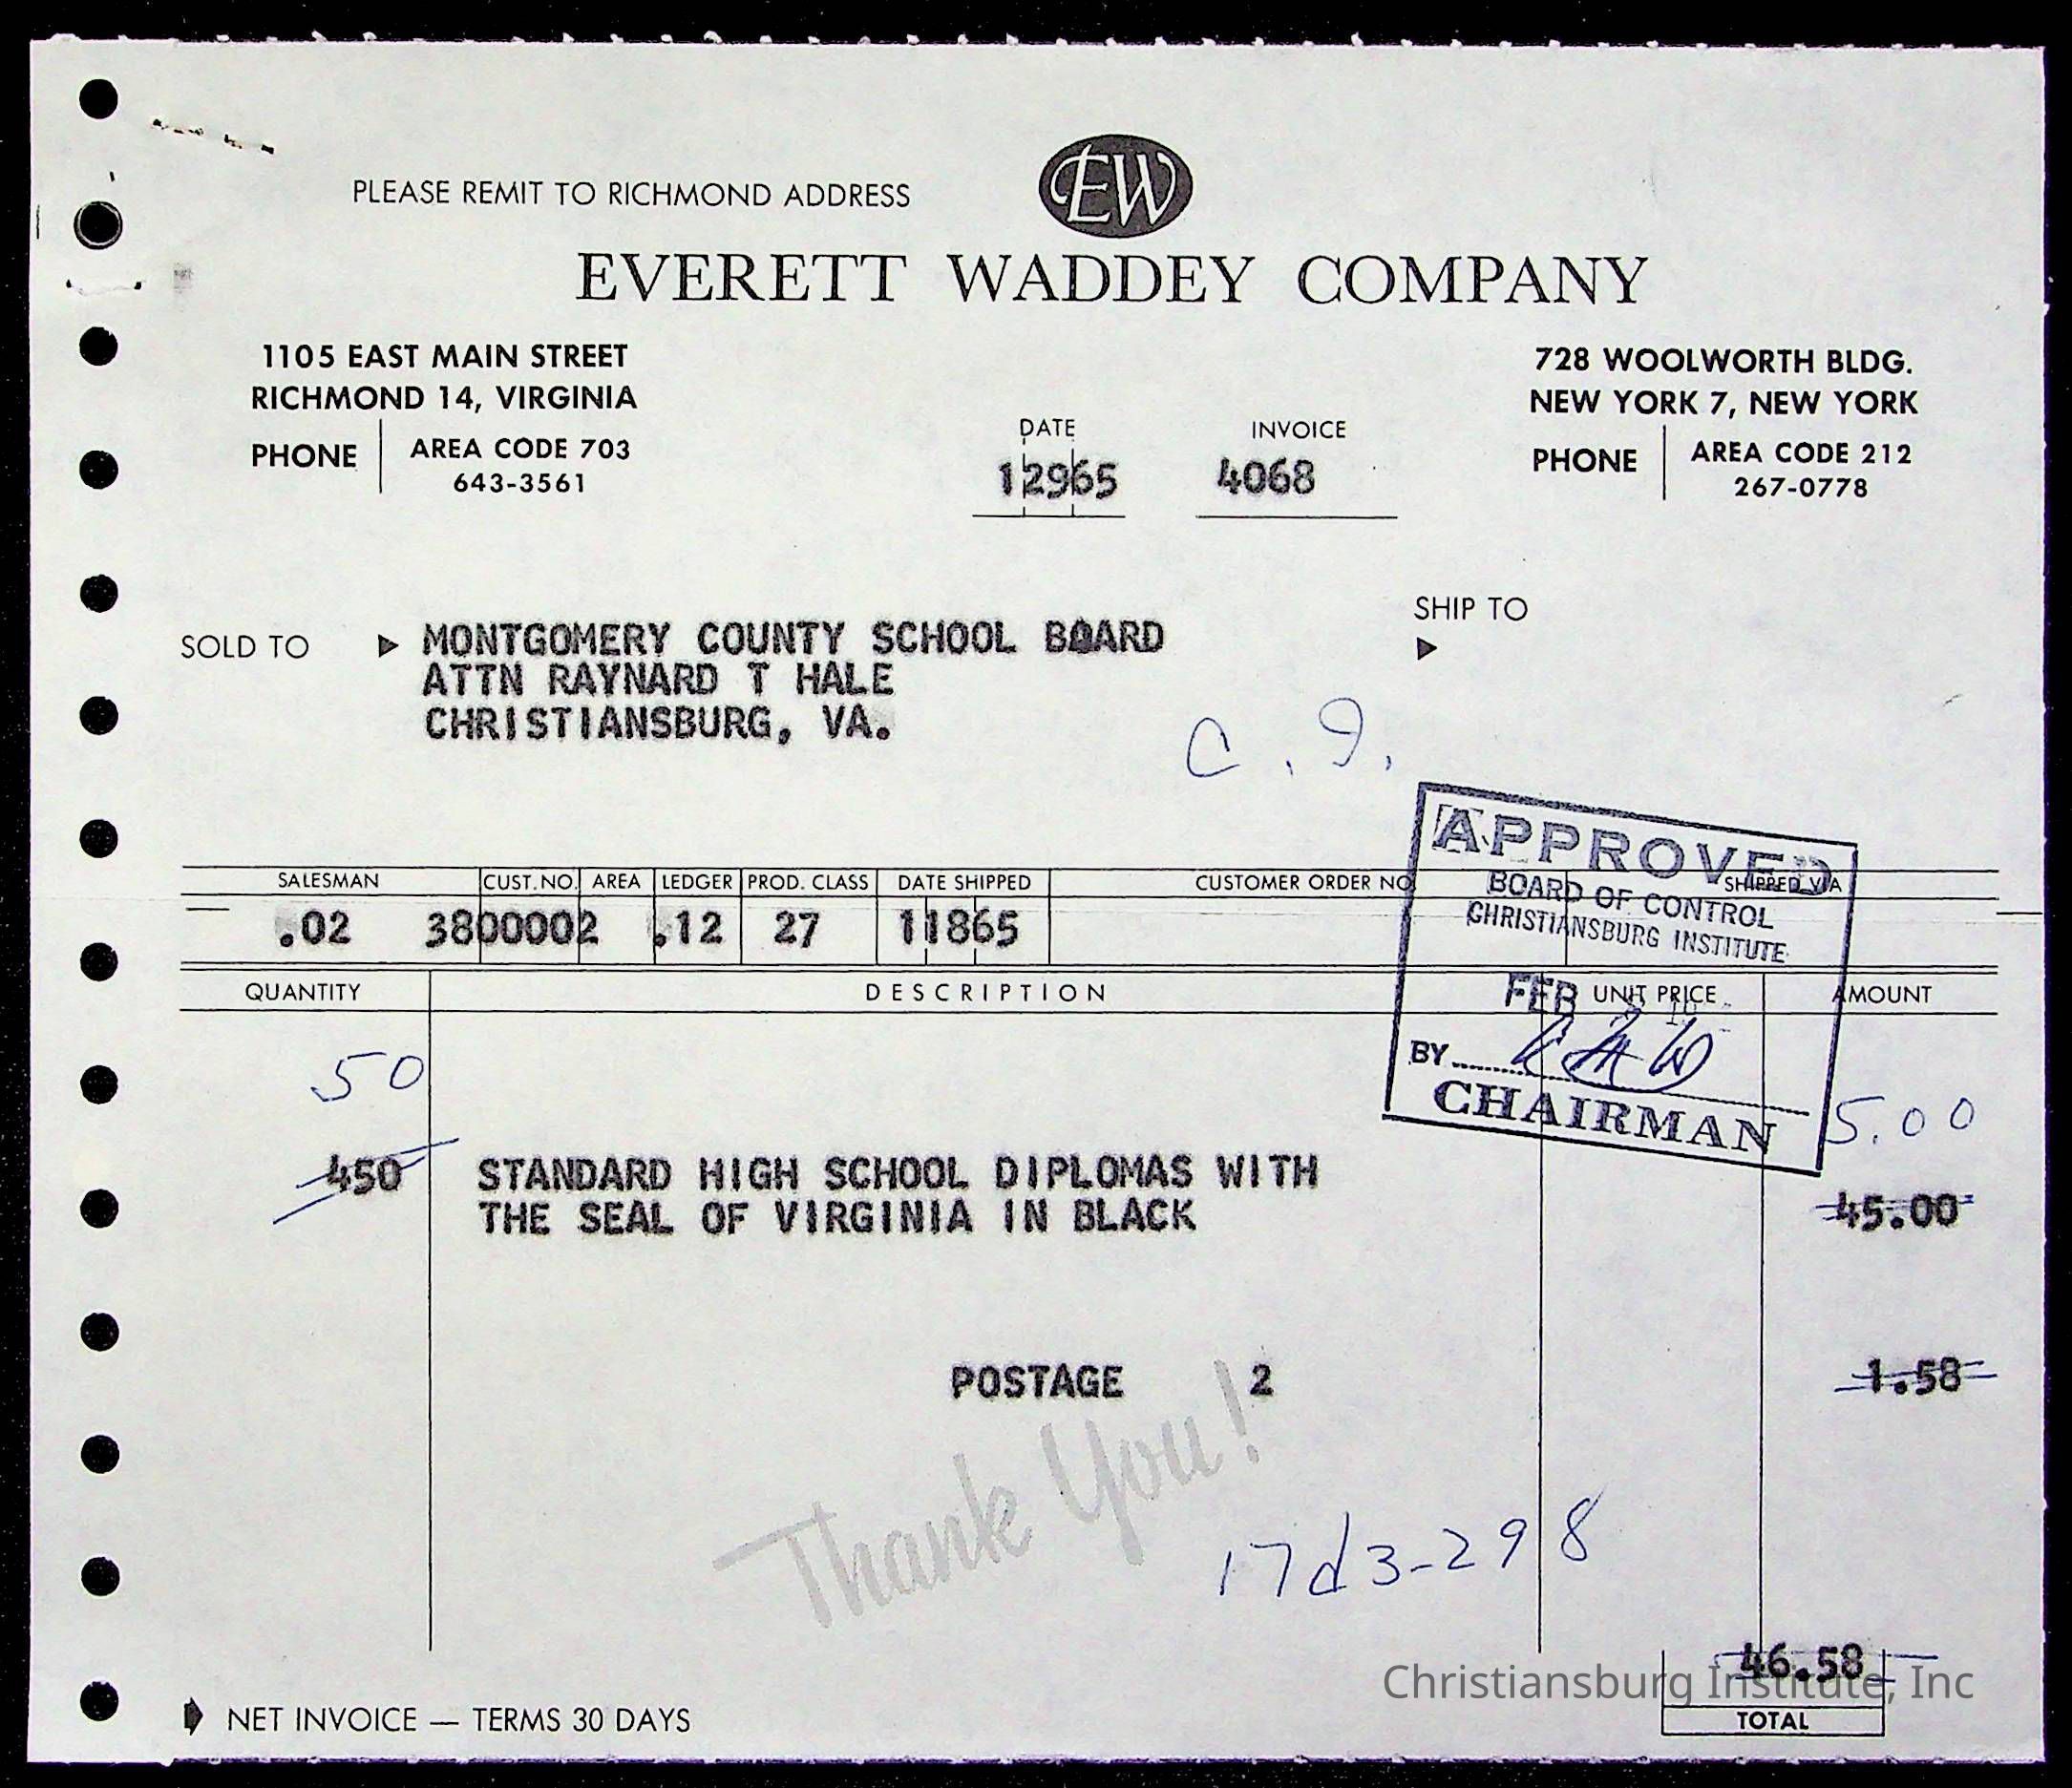 PLEASE REMIT TO RICHMOND ADDRESS
EW
EVERETT WADDEY COMPANY
1105 EAST MAIN STREET
RICHMOND 14, VIRGINIA
PHONE AREA CODE 703
643-3561
728 WOOLWORTH BLDG.
NEW YORK 7, NEW YORK
PHONE AREA CODE 212
267-0778
DATE INVOICE
12965 4068
SOLD TO MONTGOMERY COUNTY SCHOOL BOARD
ATTN RAYNARD T HALE
CHRISTIANSBURG, VA.
SHIP TO
C. I.
APPROVED
BOARD OF CONTROL
CHRISTIANSBURG INSTITUTE
FEB
BY
CHAIRMAN
SALESMAN CUST. NO. AREA LEDGER PROD. CLASS DATE SHIPPED CUSTOMER ORDER NO. SHIPPED VIA
.02 3800002 .12 27 11865
QUANTITY DESCRIPTION UNIT PRICE AMOUNT
50 5.00
450 STANDARD HIGH SCHOOL DIPLOMAS WITH
THE SEAL OF VIRGINIA IN BLACK 45.00
POSTAGE 2 1.58
Thank You!
17d3-298
46.58
TOTAL
NET INVOICE — TERMS 30 DAYS
Christiansburg Institute, Inc